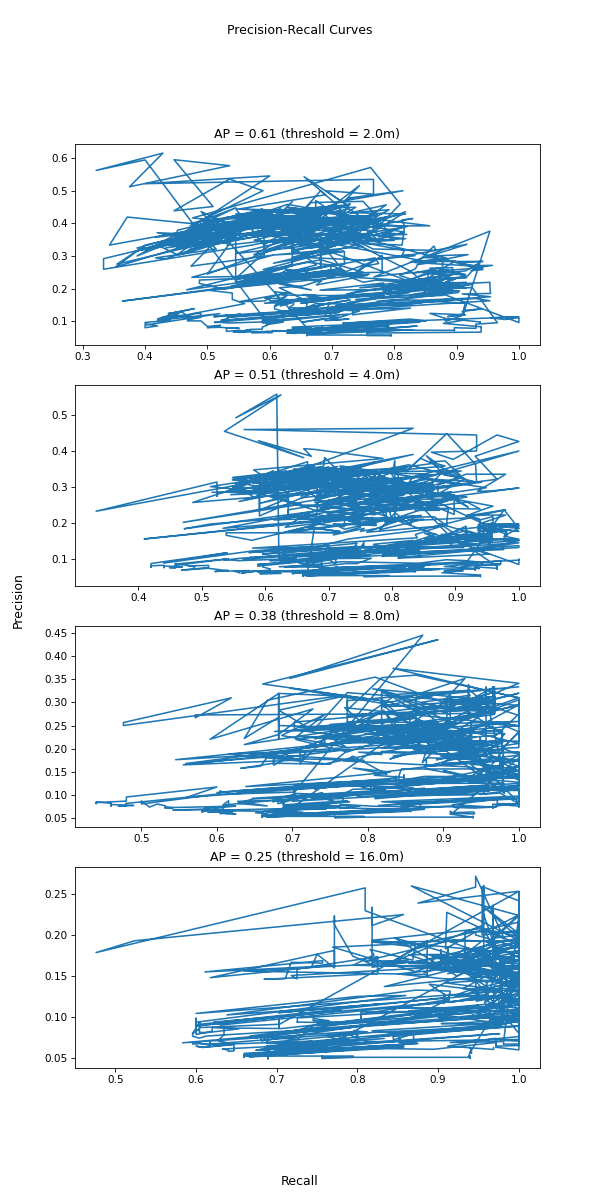 Precision-Recall Curves
AP = 0.61 (threshold = 2.0m)
0.6
0.5
0.4
0.3
0.2
0.1
0.3 0.4 0.5 0.6 0.7 0.8 0.9 1.0
AP = 0.51 (threshold = 4.0m)
0.5
0.4
0.3
0.2
0.1
0.4 0.5 0.6 0.7 0.8 0.9 1.0
Precision
AP = 0.38 (threshold = 8.0m)
0.45
0.40
0.35
0.30
0.25
0.20
0.15
0.10
0.05
0.5 0.6 0.7 0.8 0.9 1.0
AP = 0.25 (threshold = 16.0m)
0.25
0.20
0.15
0.10
0.05
0.5 0.6 0.7 0.8 0.9 1.0
Recall